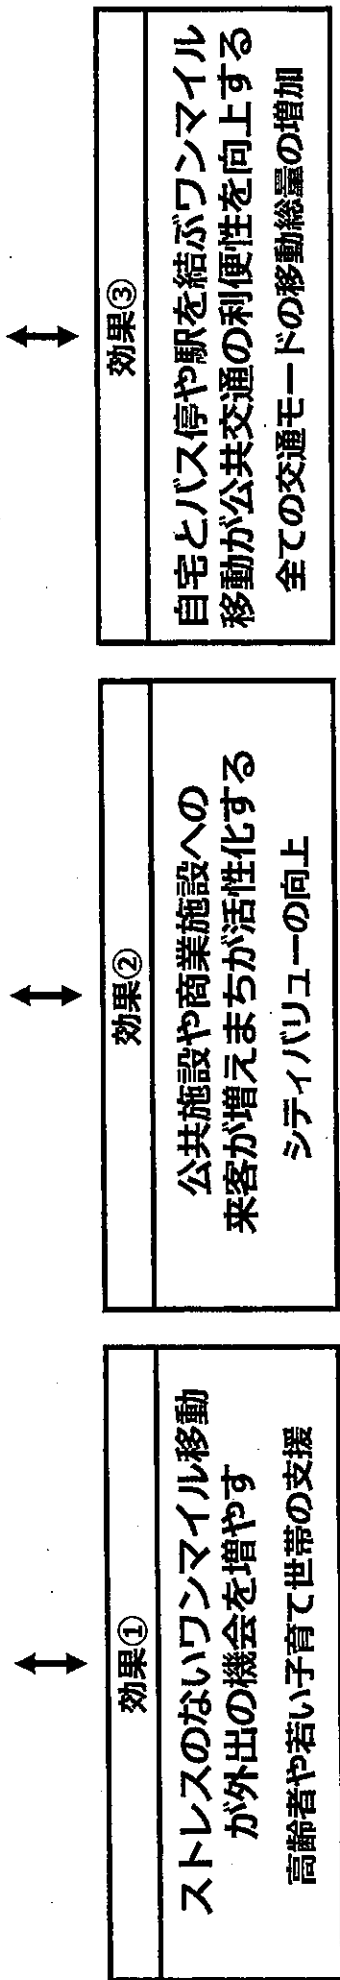 効果①
ストレスのないワンマイル移動
が外出の機会を増やす
高齢者や若い子育て世帯の支援
効果②
公共施設や商業施設への
来客が増えまちが活性化する
シティバリューの向上
効果③
自宅とバス停や駅を結ぶワンマイル
移動が公共交通の利便性を向上する
全ての交通モードの移動総量の増加